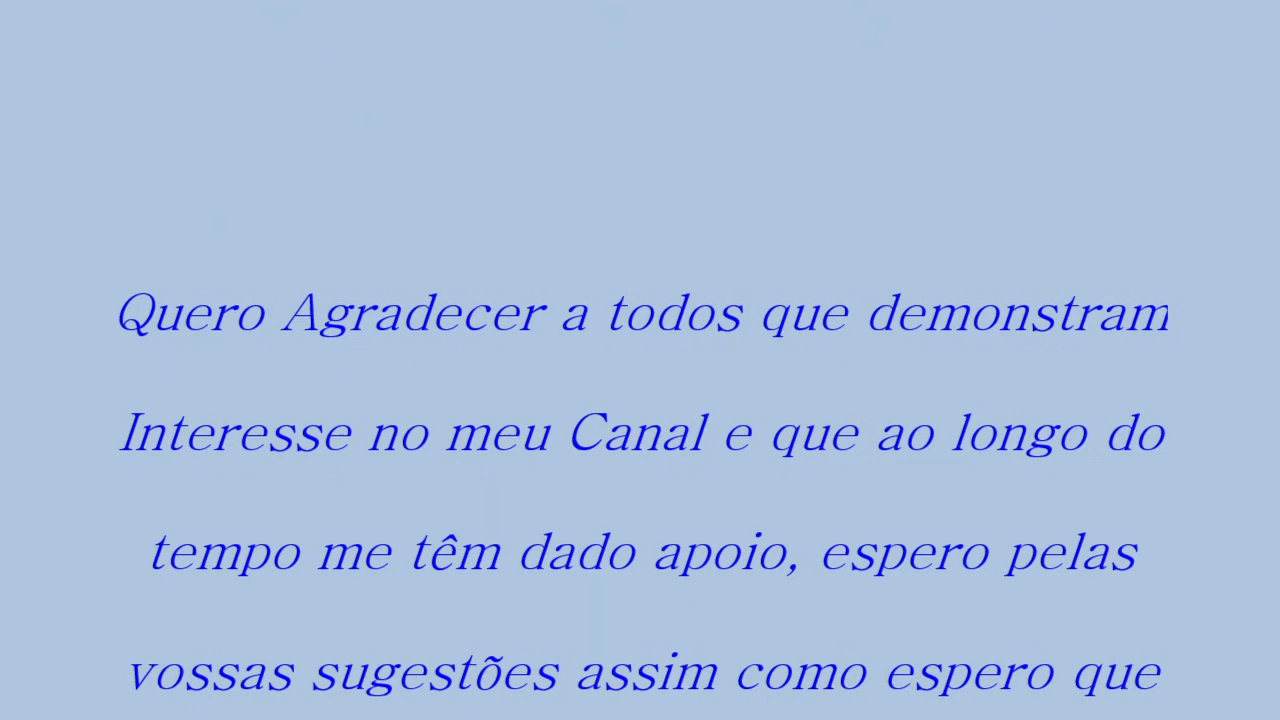 Quero Agradecer a todos que demonstram
Interesse no meu Canal e que ao longo do
tempo me têm dado apoio, espero pelas
vossas sugestões assim como espero que